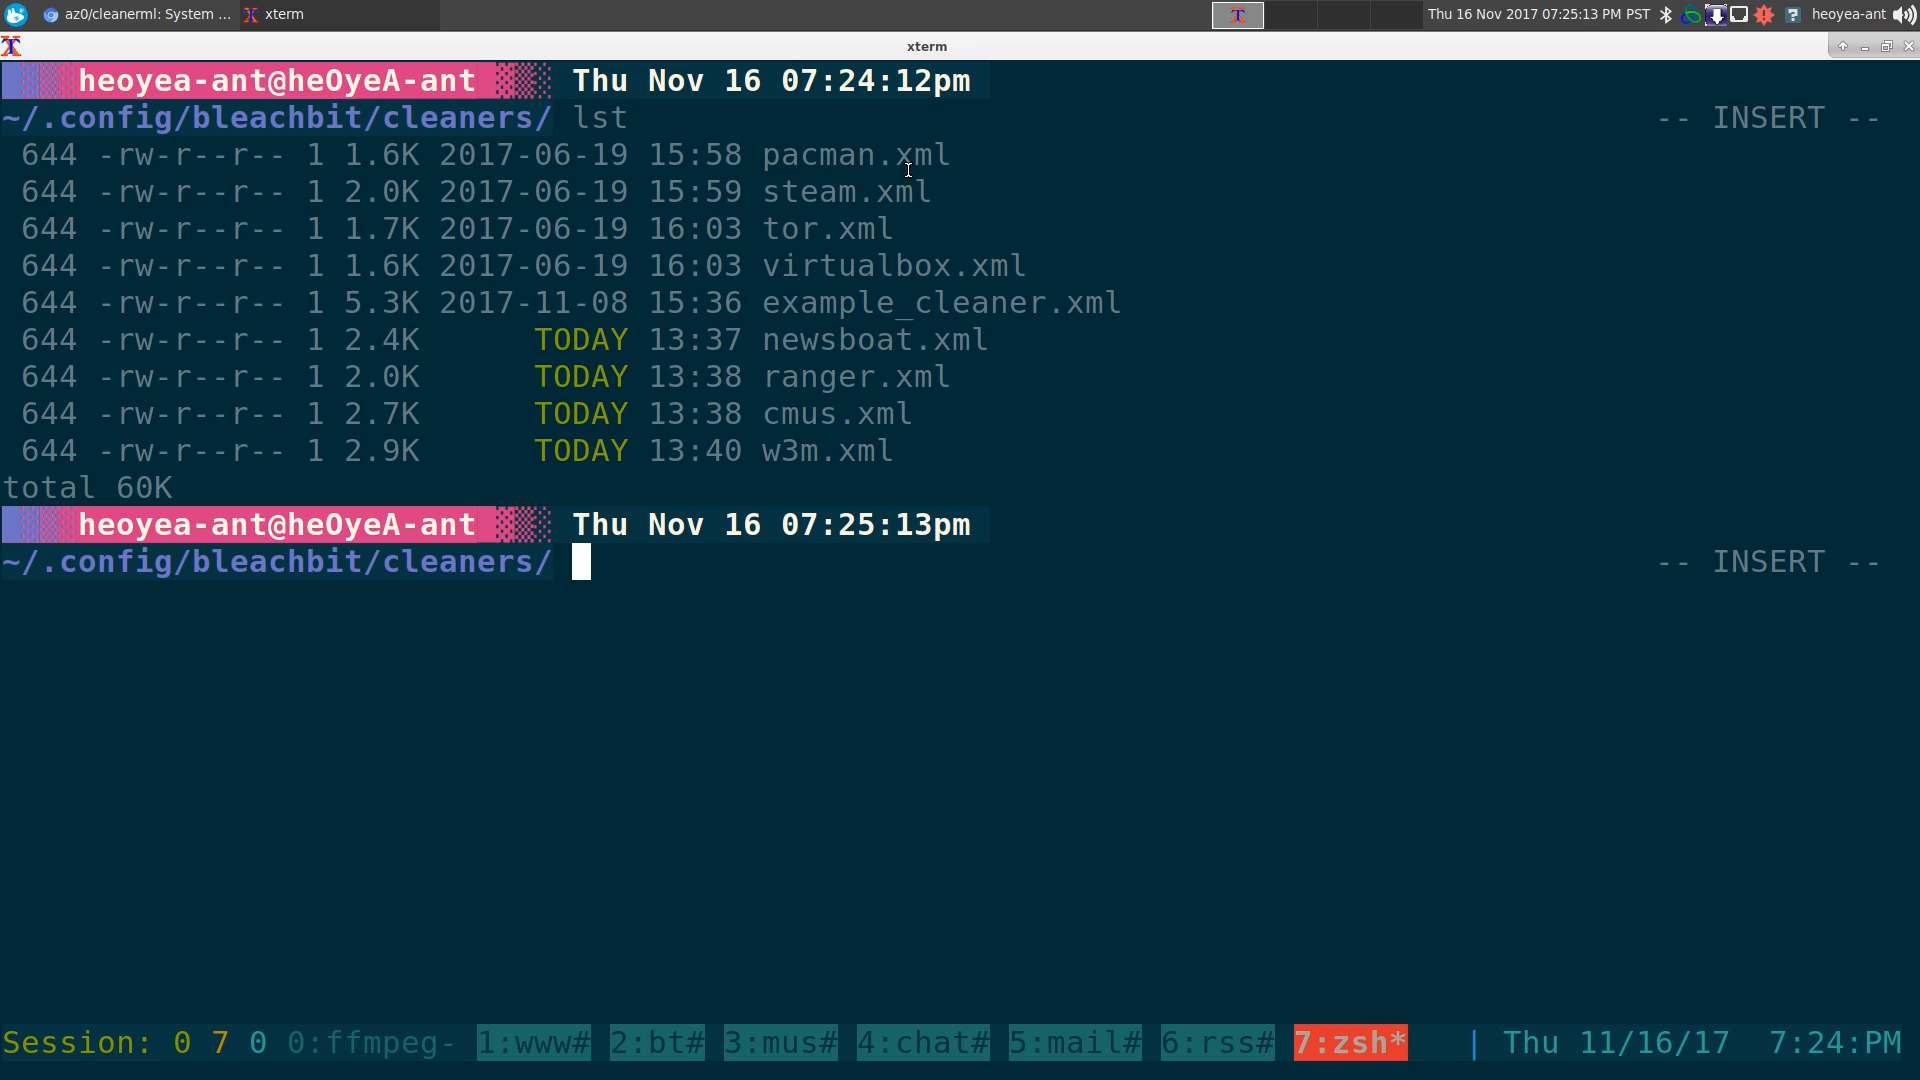 az0/cleanerml: System ... xterm Thu 16 Nov 2017 07:25:13 PM PST heoyea-ant
xterm
heoyea-ant@heOyeA-ant Thu Nov 16 07:24:12pm
~/.config/bleachbit/cleaners/ lst -- INSERT --
644 -rw-r--r-- 1 1.6K 2017-06-19 15:58 pacman.xml
644 -rw-r--r-- 1 2.0K 2017-06-19 15:59 steam.xml
644 -rw-r--r-- 1 1.7K 2017-06-19 16:03 tor.xml
644 -rw-r--r-- 1 1.6K 2017-06-19 16:03 virtualbox.xml
644 -rw-r--r-- 1 5.3K 2017-11-08 15:36 example_cleaner.xml
644 -rw-r--r-- 1 2.4K TODAY 13:37 newsboat.xml
644 -rw-r--r-- 1 2.0K TODAY 13:38 ranger.xml
644 -rw-r--r-- 1 2.7K TODAY 13:38 cmus.xml
644 -rw-r--r-- 1 2.9K TODAY 13:40 w3m.xml
total 60K
heoyea-ant@heOyeA-ant Thu Nov 16 07:25:13pm
~/.config/bleachbit/cleaners/ -- INSERT --
Session: 0 7 0 0:ffmpeg- 1:www# 2:bt# 3:mus# 4:chat# 5:mail# 6:rss# 7:zsh* | Thu 11/16/17 7:24:PM